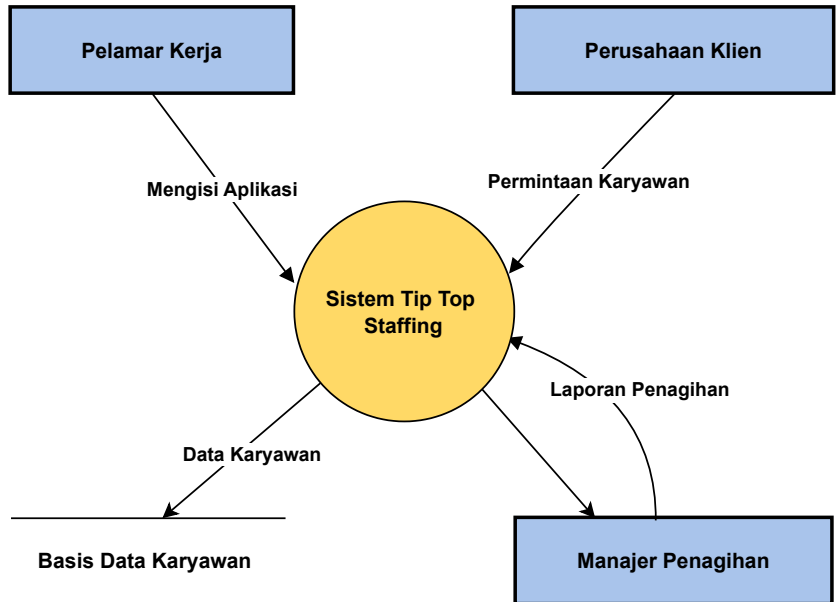 Pelamar Kerja
Perusahaan Klien
Mengisi Aplikasi
Permintaan Karyawan
Sistem Tip Top
Staffing
Laporan Penagihan
Data Karyawan
Basis Data Karyawan
Manajer Penagihan